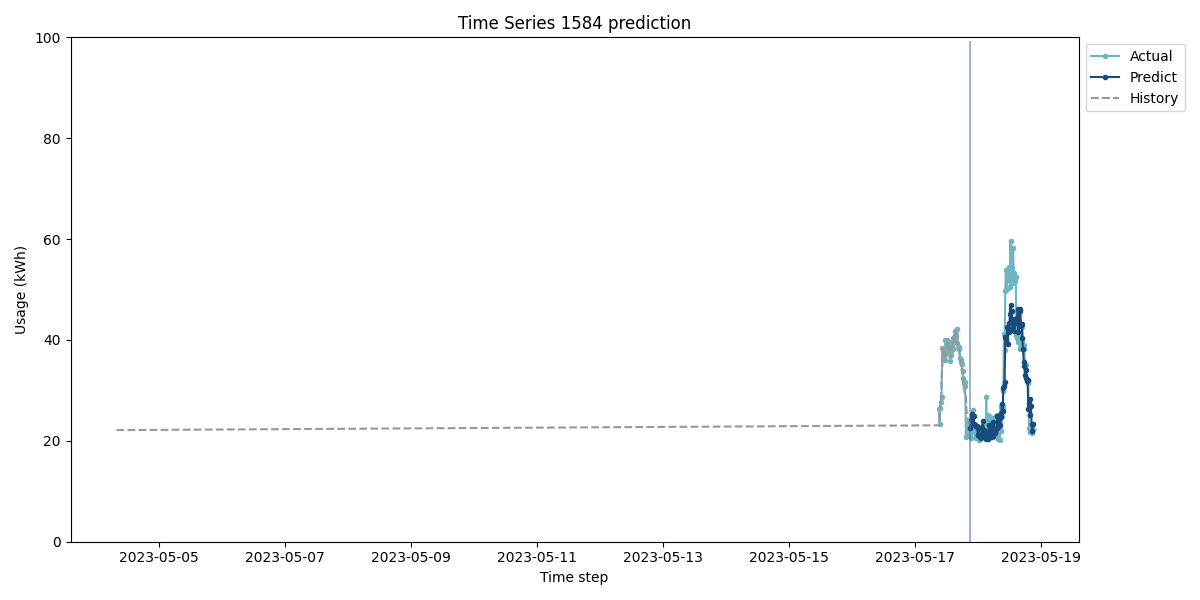 Time Series 1584 prediction
100
80
60
40
20
0
Usage (kWh)
2023-05-05 2023-05-07 2023-05-09 2023-05-11 2023-05-13 2023-05-15 2023-05-17 2023-05-19
Time step
Actual
Predict
History